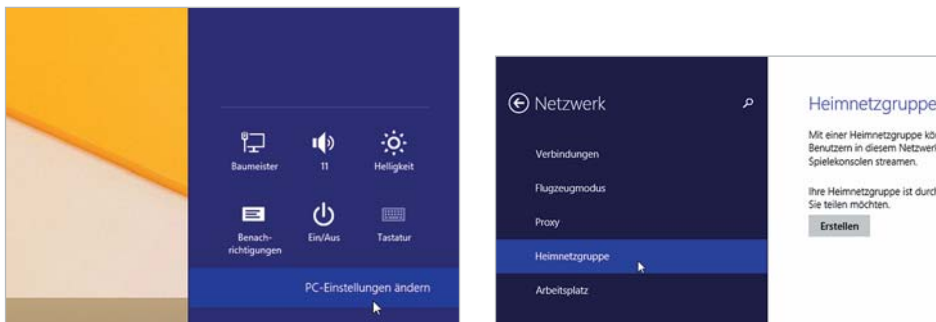 Baumeister
11
Helligkeit
Benach-
richtigungen
Ein/Aus
Tastatur
PC-Einstellungen ändern
Netzwerk
Verbindungen
Flugzeugmodus
Proxy
Heimnetzgruppe
Arbeitsplatz
Heimnetzgruppe
Mit einer Heimnetzgruppe kö
Benutzern in diesem Netzwerk
Spielekonsolen streamen.
Ihre Heimnetzgruppe ist durch
Sie teilen möchten.
Erstellen